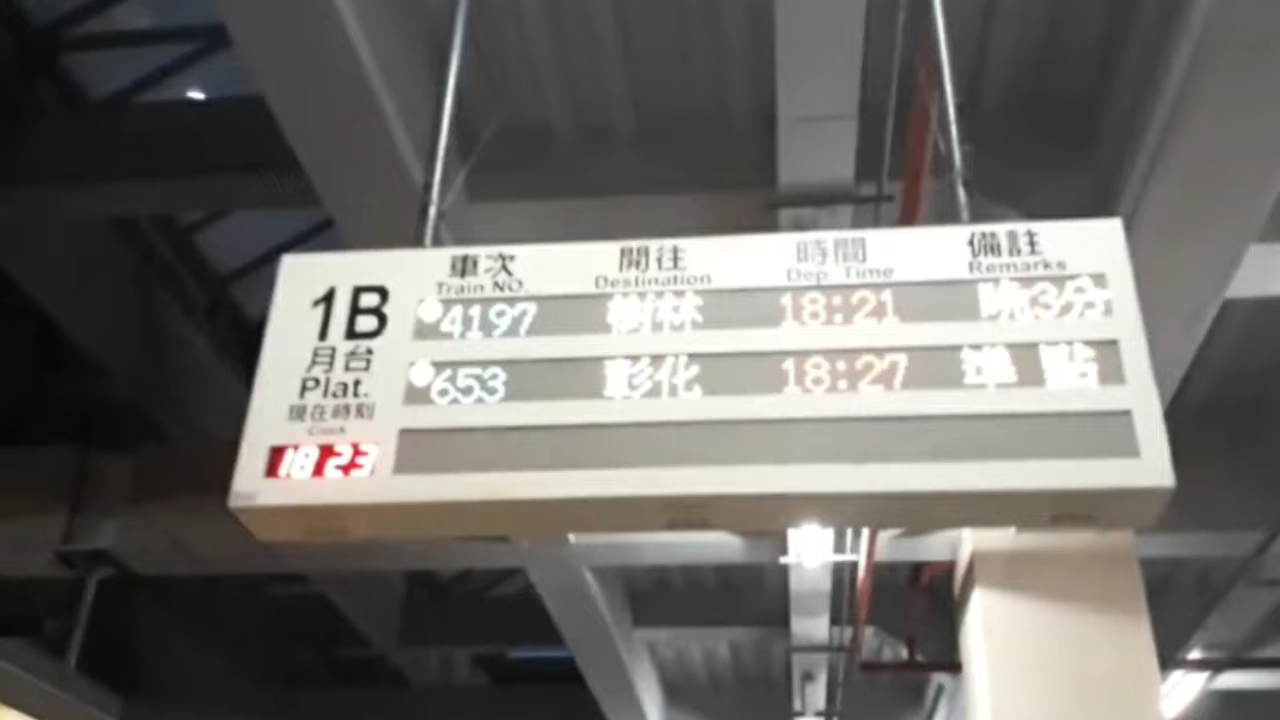 1B
月台
Plat.
現在時刻
Clock
18 23
車次 開往 時間 備註
Train NO. Destination Dep. Time Remarks
4197 樹林 18:21 晚3分
653 彰化 18:27 準點